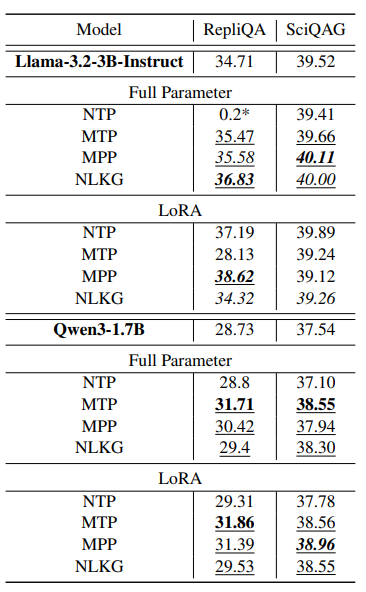 Model RepliQA SciQAG
Llama-3.2-3B-Instruct 34.71 39.52
Full Parameter
NTP 0.2* 39.41
MTP 35.47 39.66
MPP 35.58 40.11
NLKG 36.83 40.00
LoRA
NTP 37.19 39.89
MTP 28.13 39.24
MPP 38.62 39.12
NLKG 34.32 39.26
Qwen3-1.7B 28.73 37.54
Full Parameter
NTP 28.8 37.10
MTP 31.71 38.55
MPP 30.42 37.94
NLKG 29.4 38.30
LoRA
NTP 29.31 37.78
MTP 31.86 38.56
MPP 31.39 38.96
NLKG 29.53 38.55